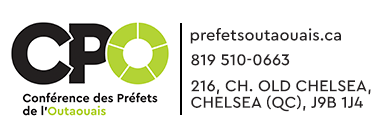 CPO
Conférence des Préfets
de l'Outaouais
prefetsoutaouais.ca
819 510-0663
216, CH. OLD CHELSEA,
CHELSEA (QC), J9B 1J4